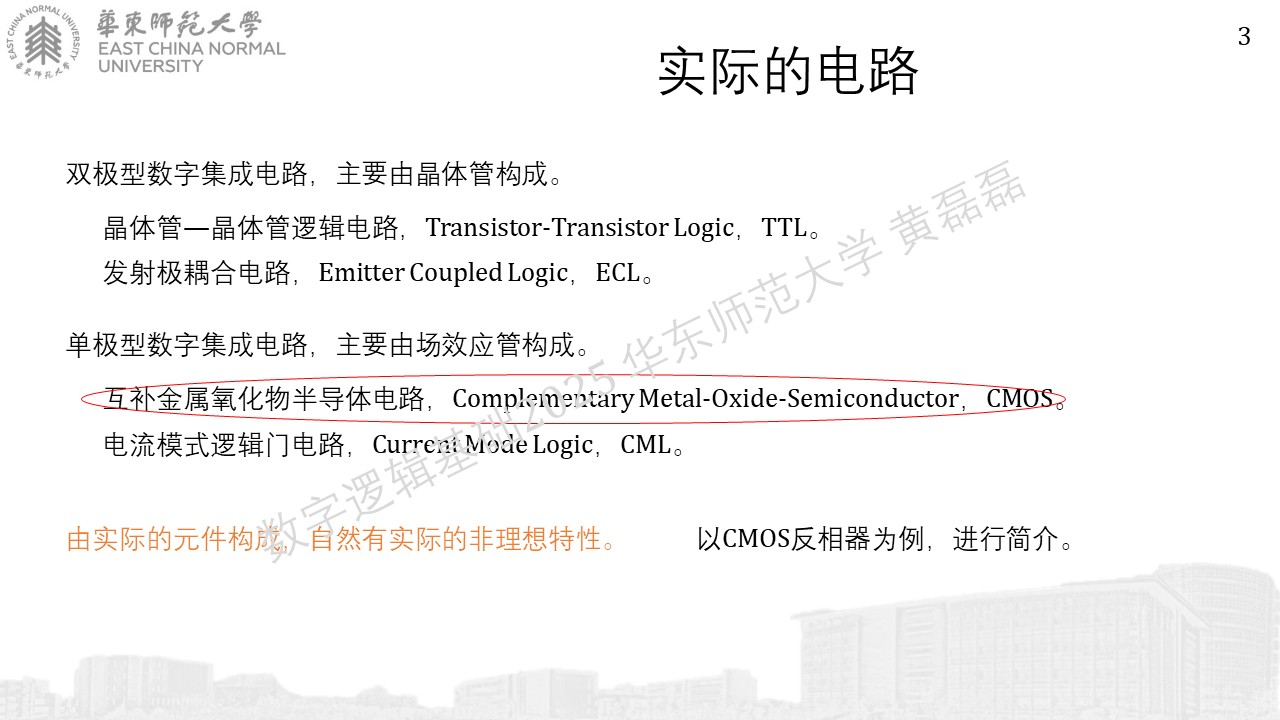 EAST CHINA NORMAL UNIVERSITY
華東師範大學
華東師範大學
EAST CHINA NORMAL
UNIVERSITY
3
实际的电路
双极型数字集成电路，主要由晶体管构成。
晶体管—晶体管逻辑电路，Transistor-Transistor Logic，TTL。
发射极耦合电路，Emitter Coupled Logic，ECL。
单极型数字集成电路，主要由场效应管构成。
互补金属氧化物半导体电路，Complementary Metal-Oxide-Semiconductor，CMOS。
电流模式逻辑门电路，Current Mode Logic，CML。
由实际的元件构成，自然有实际的非理想特性。
以CMOS反相器为例，进行简介。
数字逻辑基础2025 华东师范大学 黄磊磊